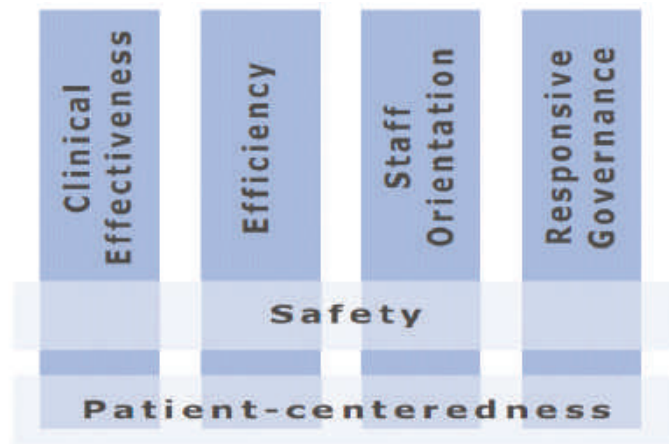 Clinical
Effectiveness
Efficiency
Staff
Orientation
Responsive
Governance
Safety
Patient-centeredness